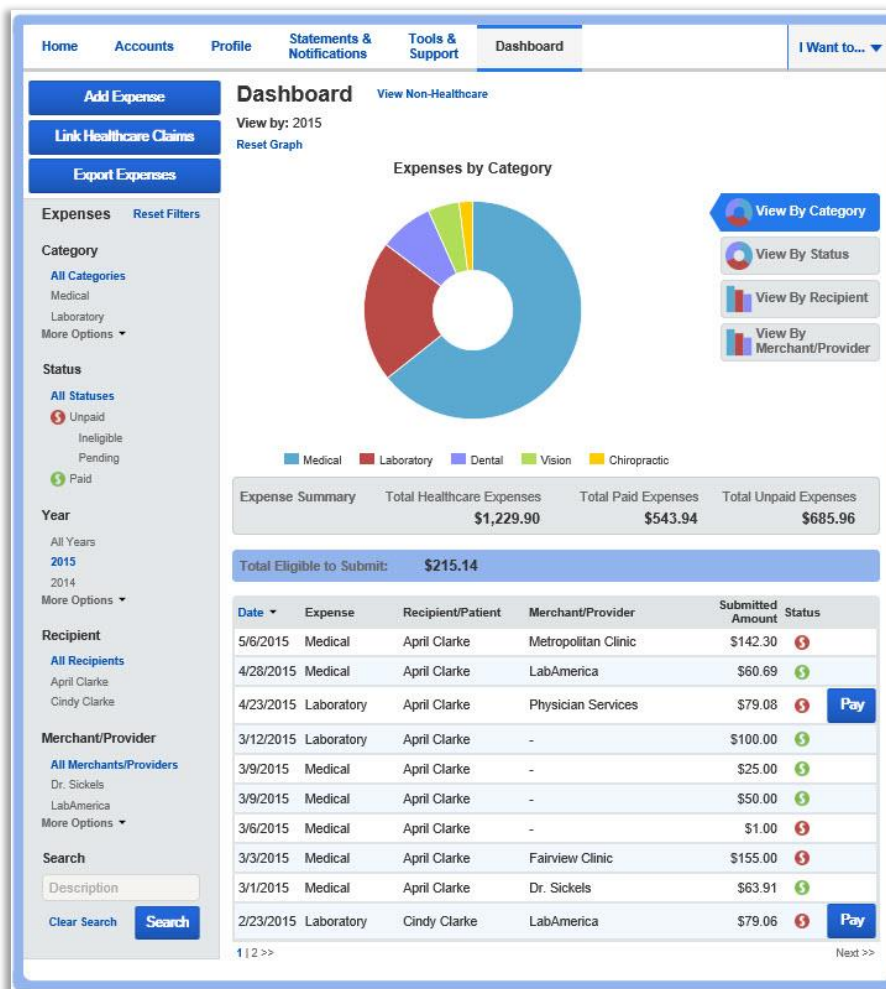 Home Accounts Profile Statements & Notifications Tools & Support Dashboard I Want to...
Add Expense
Link Healthcare Claims
Export Expenses
Expenses Reset Filters
Category
All Categories
Medical
Laboratory
More Options
Status
All Statuses
Unpaid
Ineligible
Pending
Paid
Year
All Years
2015
2014
More Options
Recipient
All Recipients
April Clarke
Cindy Clarke
Merchant/Provider
All Merchants/Providers
Dr. Sickels
LabAmerica
More Options
Search
Description
Clear Search Search
Dashboard View Non-Healthcare
View by: 2015
Reset Graph
Expenses by Category
View By Category
View By Status
View By Recipient
View By
Merchant/Provider
Medical Laboratory Dental Vision Chiropractic
Expense Summary Total Healthcare Expenses Total Paid Expenses Total Unpaid Expenses
$1,229.90 $543.94 $685.96
Total Eligible to Submit: $215.14
Date Expense Recipient/Patient Merchant/Provider Submitted Amount Status
5/6/2015 Medical April Clarke Metropolitan Clinic $142.30
4/28/2015 Medical April Clarke LabAmerica $60.69
4/23/2015 Laboratory April Clarke Physician Services $79.08 Pay
3/12/2015 Laboratory April Clarke - $100.00
3/9/2015 Medical April Clarke - $25.00
3/9/2015 Medical April Clarke - $50.00
3/6/2015 Medical April Clarke - $1.00
3/3/2015 Medical April Clarke Fairview Clinic $155.00
3/1/2015 Medical April Clarke Dr. Sickels $63.91
2/23/2015 Laboratory Cindy Clarke LabAmerica $79.06 Pay
1 | 2 >> Next >>